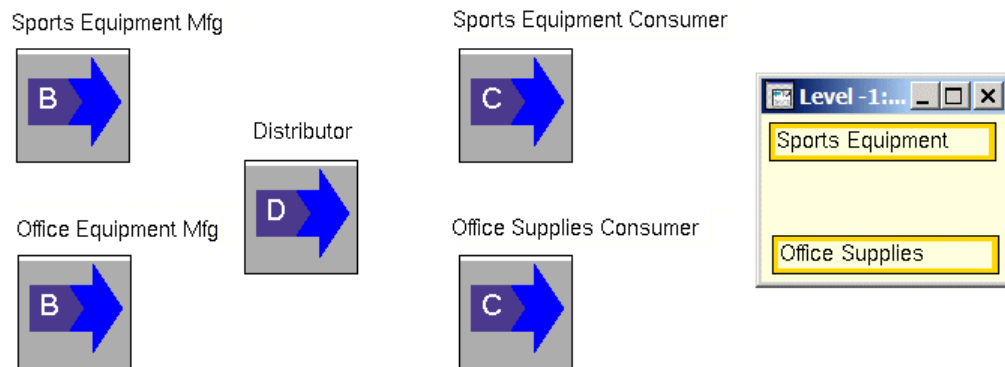 Sports Equipment Mfg
B
Sports Equipment Consumer
C
Distributor
D
Office Equipment Mfg
B
Office Supplies Consumer
C
Level -1:...
Sports Equipment
Office Supplies